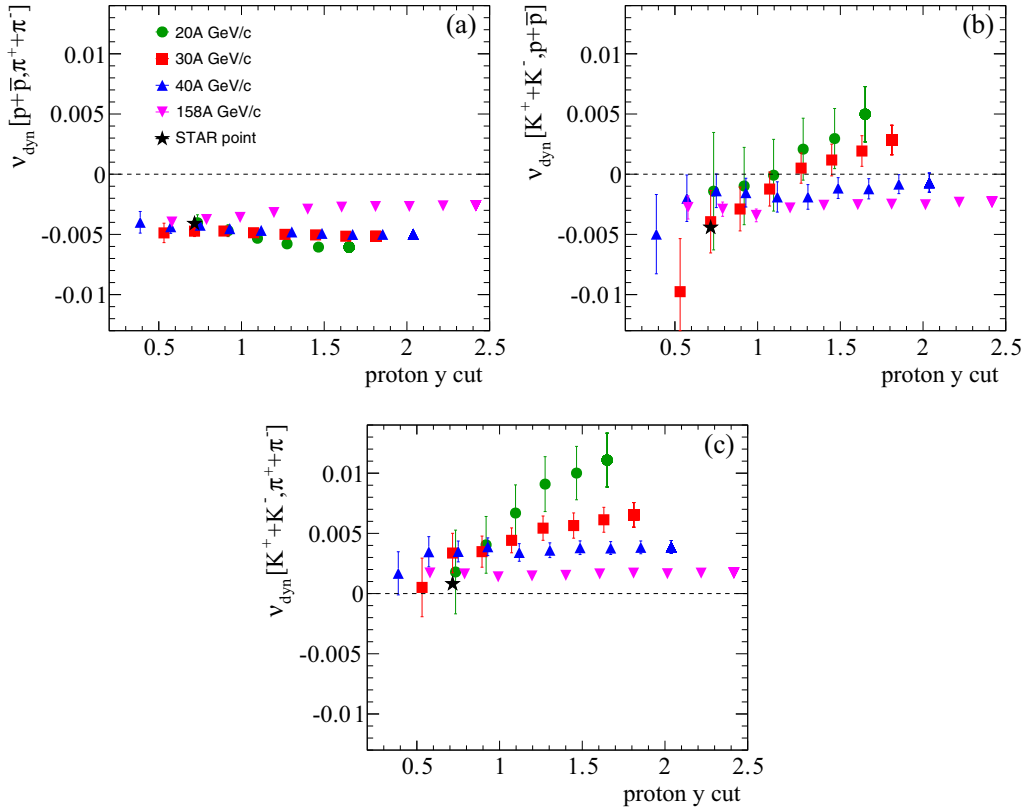 (a)
20A GeV/c
30A GeV/c
40A GeV/c
158A GeV/c
STAR point
0.01
0.005
0
-0.005
-0.01
ν_dyn [p+p̅,π⁺+π⁻]
0.5 1 1.5 2 2.5
proton y cut
(b)
0.01
0.005
0
-0.005
-0.01
ν_dyn [K⁺+K⁻,p+p̅]
0.5 1 1.5 2 2.5
proton y cut
(c)
0.01
0.005
0
-0.005
-0.01
ν_dyn [K⁺+K⁻,π⁺+π⁻]
0.5 1 1.5 2 2.5
proton y cut